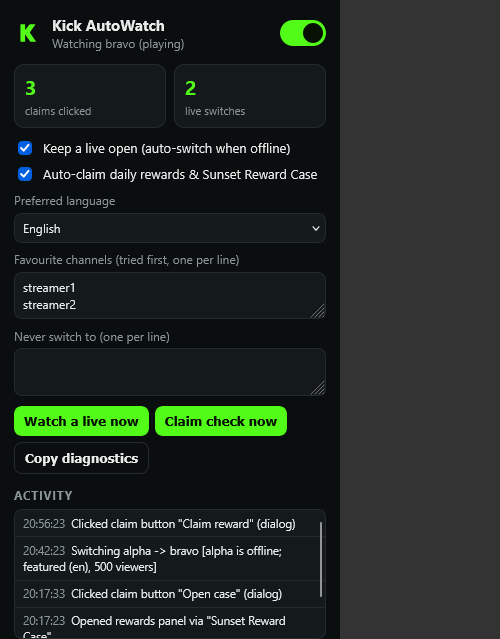 K
Kick AutoWatch
Watching bravo (playing)
3
claims clicked
2
live switches
Keep a live open (auto-switch when offline)
Auto-claim daily rewards & Sunset Reward Case
Preferred language
English
Favourite channels (tried first, one per line)
streamer1
streamer2
Never switch to (one per line)
Watch a live now
Claim check now
Copy diagnostics
ACTIVITY
20:56:23 Clicked claim button "Claim reward" (dialog)
20:42:23 Switching alpha -> bravo [alpha is offline;
featured (en), 500 viewers]
20:17:33 Clicked claim button "Open case" (dialog)
20:17:23 Opened rewards panel via "Sunset Reward
Case"